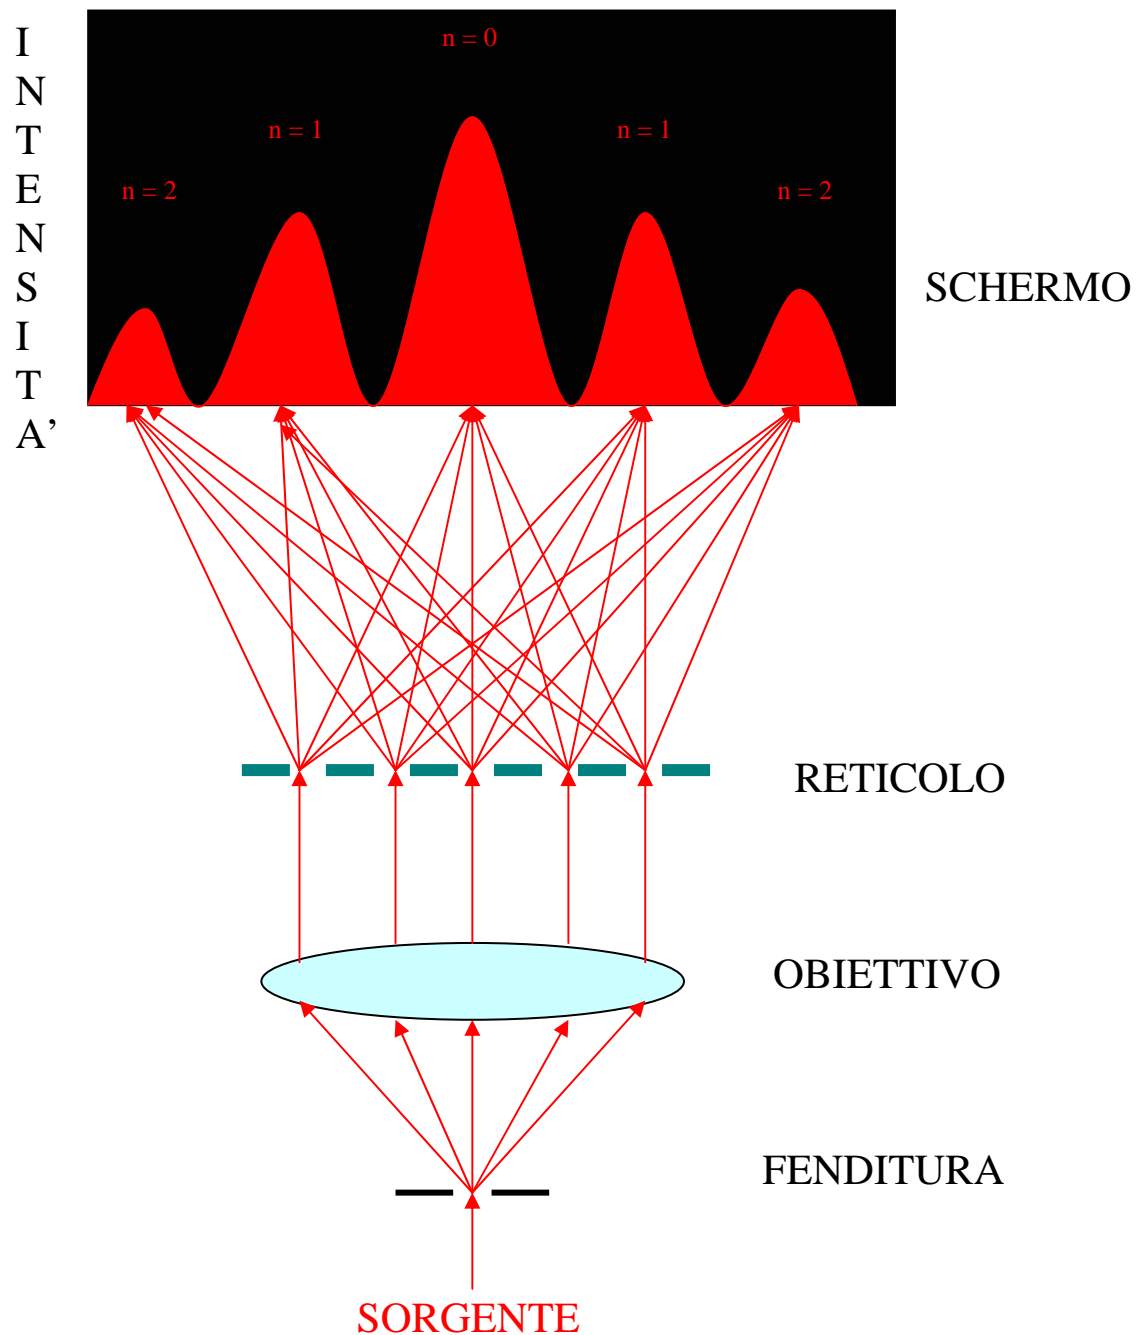 I
N
T
E
N
S
I
T
A’
n = 0
n = 1
n = 1
n = 2
n = 2
SCHERMO
RETICOLO
OBIETTIVO
FENDITURA
SORGENTE